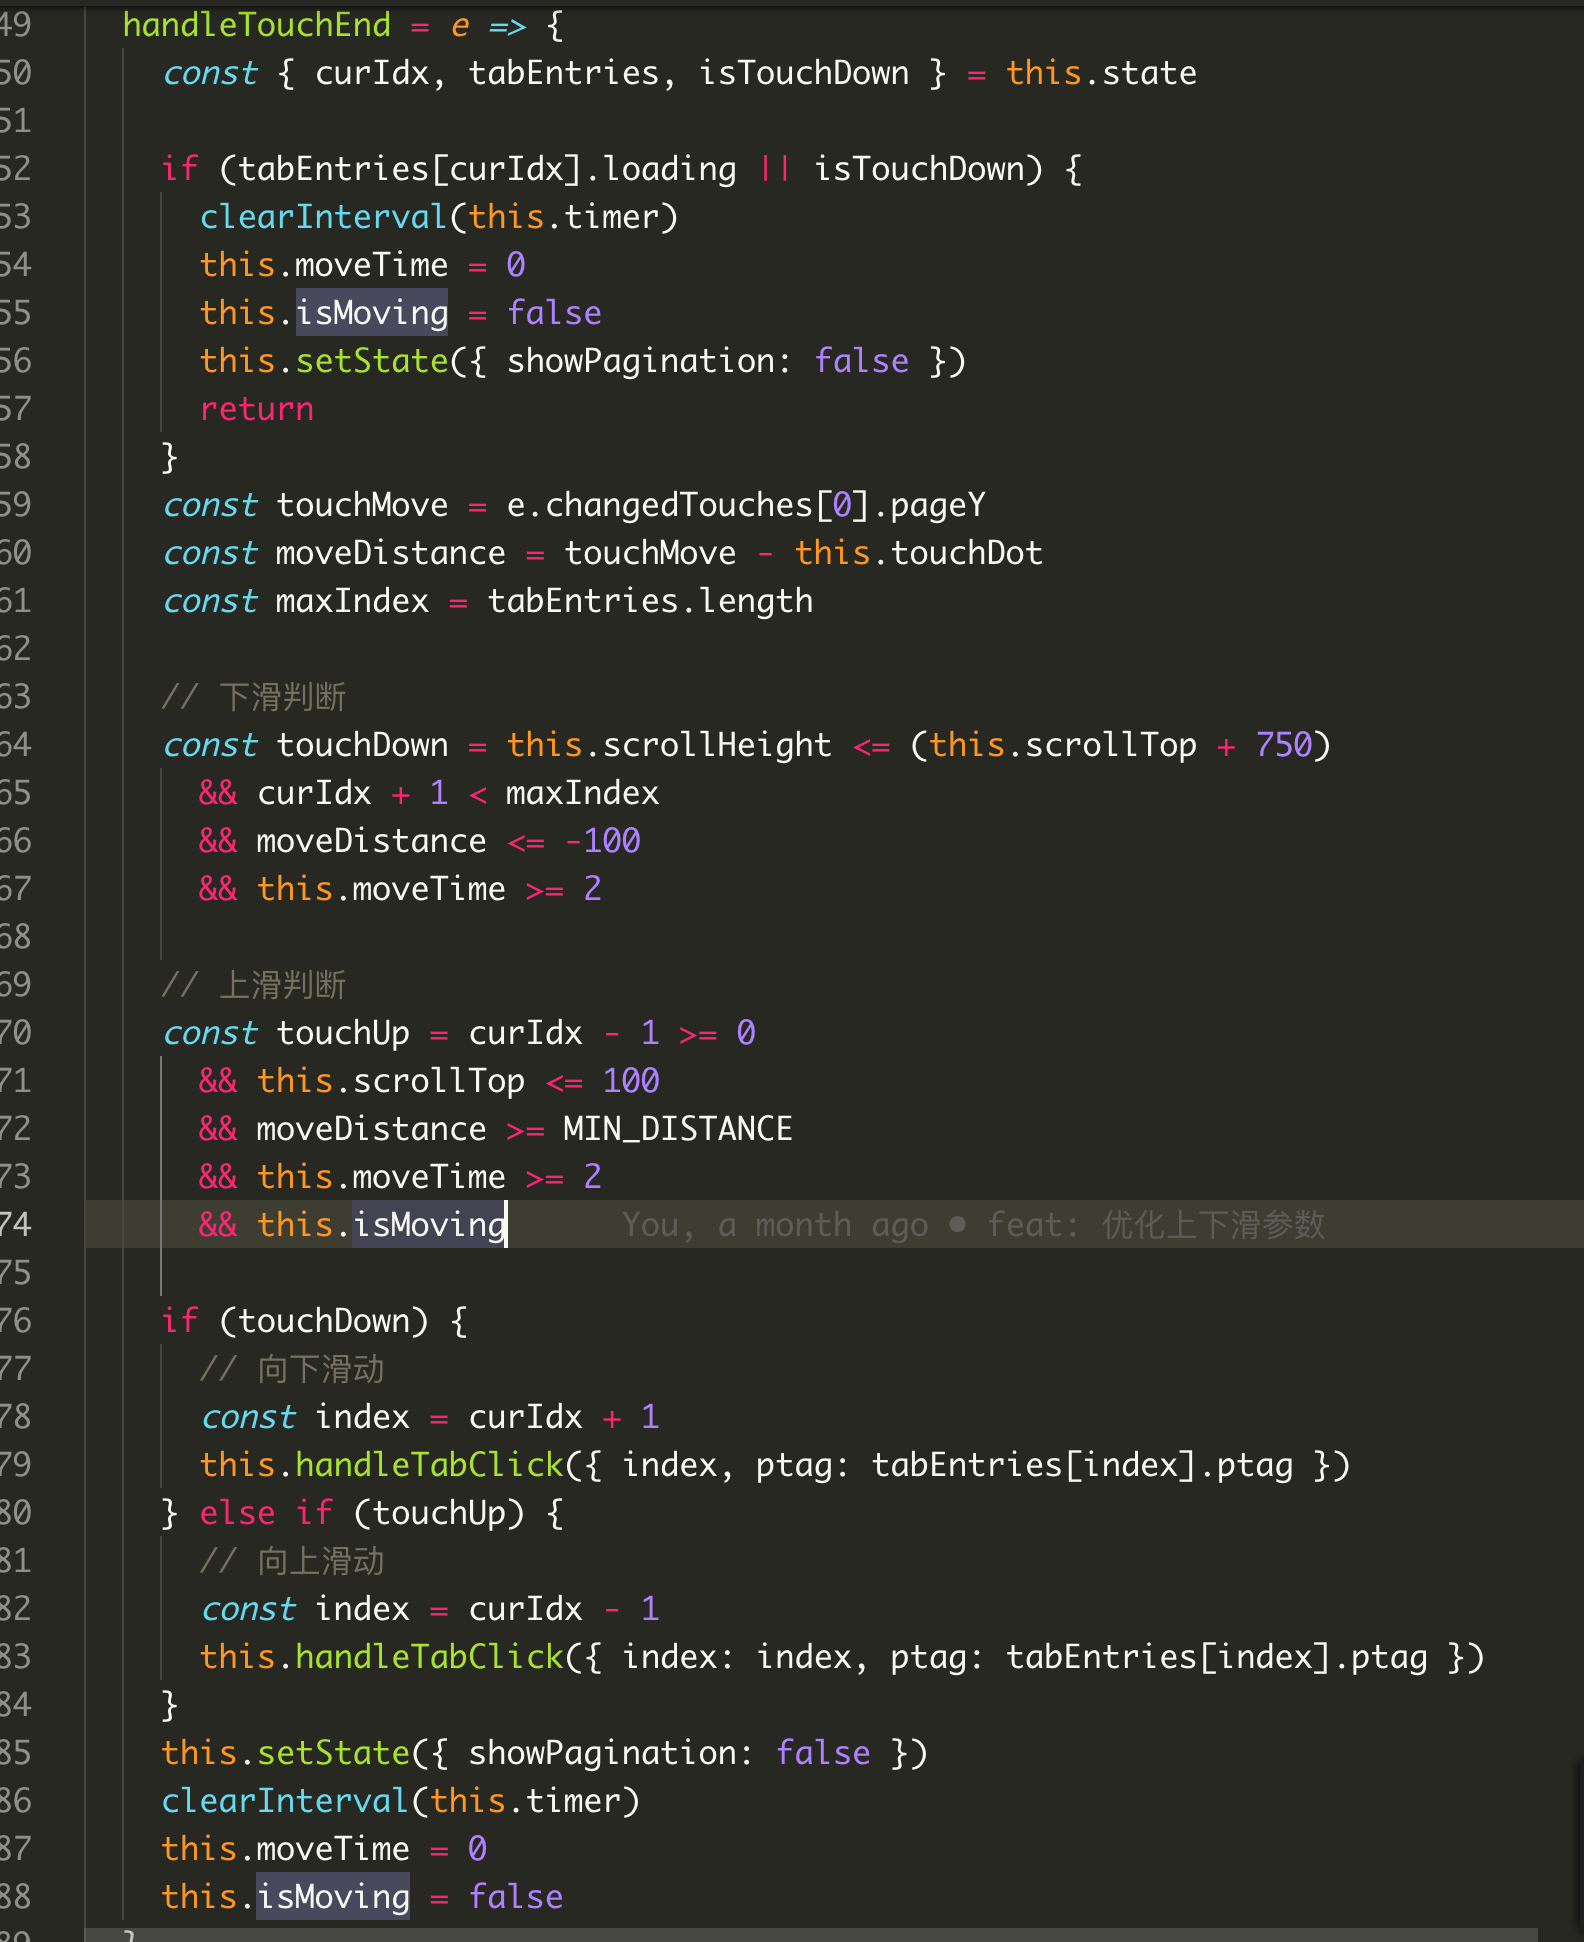 49 handleTouchEnd = e => {
50 const { curIdx, tabEntries, isTouchDown } = this.state
51
52 if (tabEntries[curIdx].loading || isTouchDown) {
53 clearInterval(this.timer)
54 this.moveTime = 0
55 this.isMoving = false
56 this.setState({ showPagination: false })
57 return
58 }
59 const touchMove = e.changedTouches[0].pageY
60 const moveDistance = touchMove - this.touchDot
61 const maxIndex = tabEntries.length
62
63 // 下滑判断
64 const touchDown = this.scrollHeight <= (this.scrollTop + 750)
65 && curIdx + 1 < maxIndex
66 && moveDistance <= -100
67 && this.moveTime >= 2
68
69 // 上滑判断
70 const touchUp = curIdx - 1 >= 0
71 && this.scrollTop <= 100
72 && moveDistance >= MIN_DISTANCE
73 && this.moveTime >= 2
74 && this.isMoving You, a month ago • feat: 优化上下滑参数
75
76 if (touchDown) {
77 // 向下滑动
78 const index = curIdx + 1
79 this.handleTabClick({ index, ptag: tabEntries[index].ptag })
80 } else if (touchUp) {
81 // 向上滑动
82 const index = curIdx - 1
83 this.handleTabClick({ index: index, ptag: tabEntries[index].ptag })
84 }
85 this.setState({ showPagination: false })
86 clearInterval(this.timer)
87 this.moveTime = 0
88 this.isMoving = false
89 }